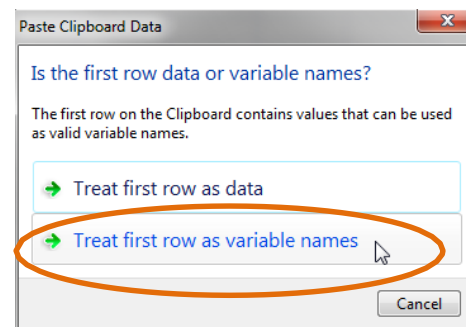 Paste Clipboard Data
Is the first row data or variable names?
The first row on the Clipboard contains values that can be used
as valid variable names.
Treat first row as data
Treat first row as variable names
Cancel